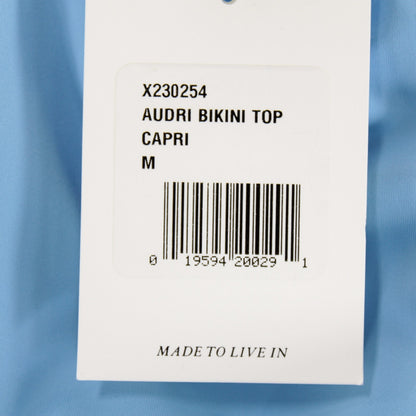 X230254
AUDRI BIKINI TOP
CAPRI
M
0 19594 20029 1
MADE TO LIVE IN